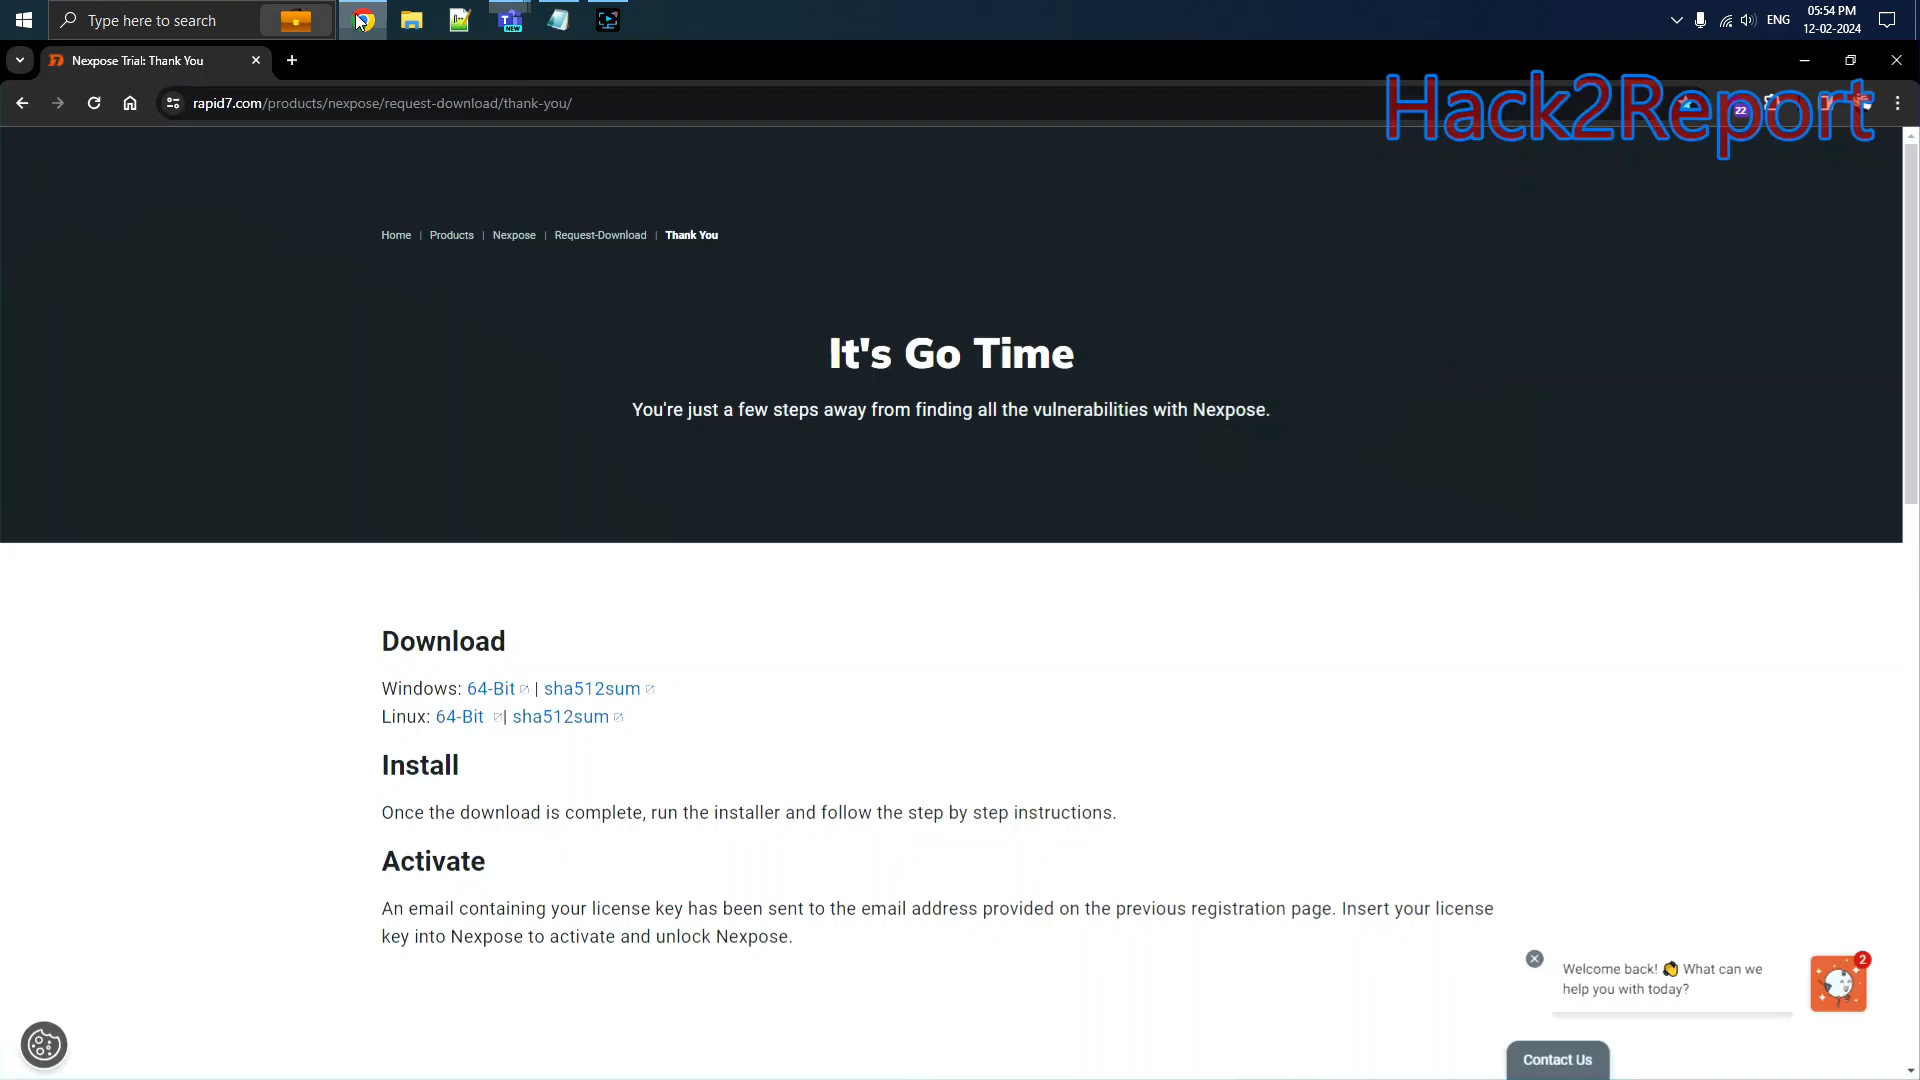 Type here to search
NEW
ENG
05:54 PM
12-02-2024
Nexpose Trial: Thank You
rapid7.com/products/nexpose/request-download/thank-you/
22
Hack2Report
Home | Products | Nexpose | Request-Download | Thank You
It's Go Time
You're just a few steps away from finding all the vulnerabilities with Nexpose.
Download
Windows: 64-Bit | sha512sum
Linux: 64-Bit | sha512sum
Install
Once the download is complete, run the installer and follow the step by step instructions.
Activate
An email containing your license key has been sent to the email address provided on the previous registration page. Insert your license
key into Nexpose to activate and unlock Nexpose.
Welcome back! 👋 What can we
help you with today?
2
Contact Us